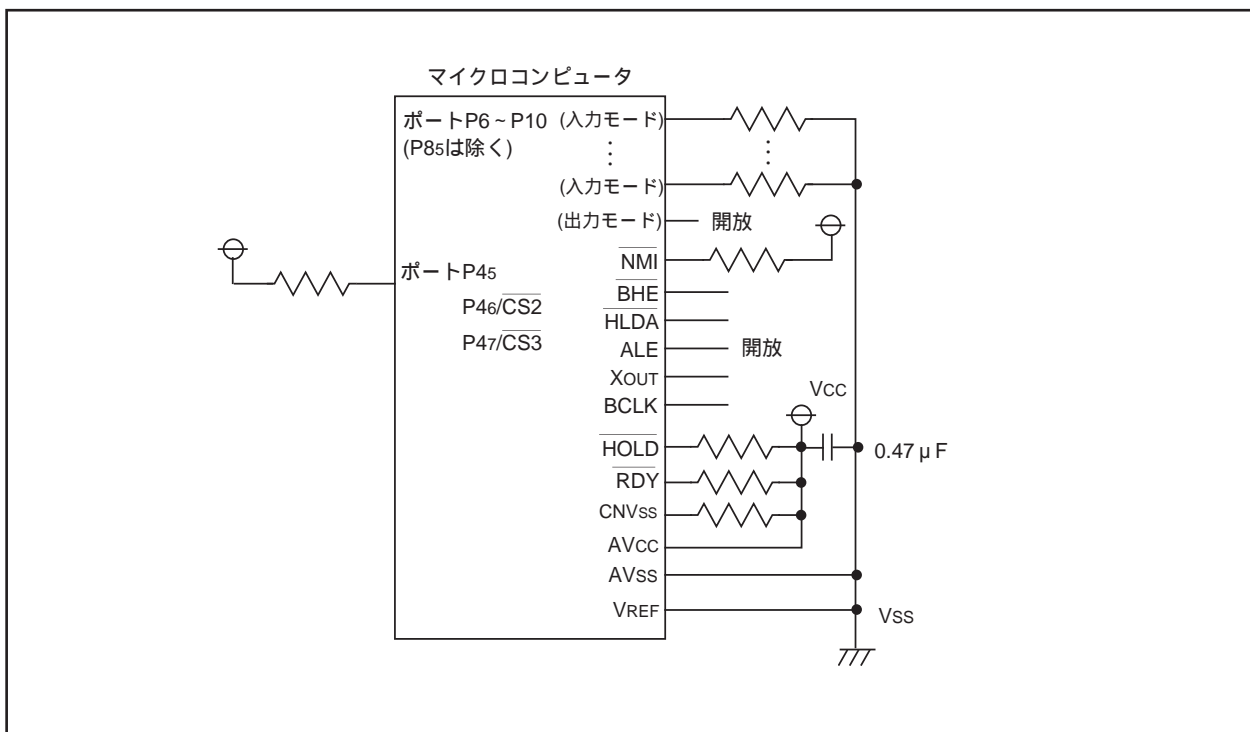 マイクロコンピュータ
ポートP6~P10 (入力モード)
(P85は除く)
(入力モード)
(出力モード) 開放
NMI
ポートP45
BHE
P46/CS2
HLDA
P47/CS3
ALE 開放
XOUT
VCC
BCLK
HOLD
0.47μF
RDY
CNVSS
AVCC
AVSS
VREF
VSS